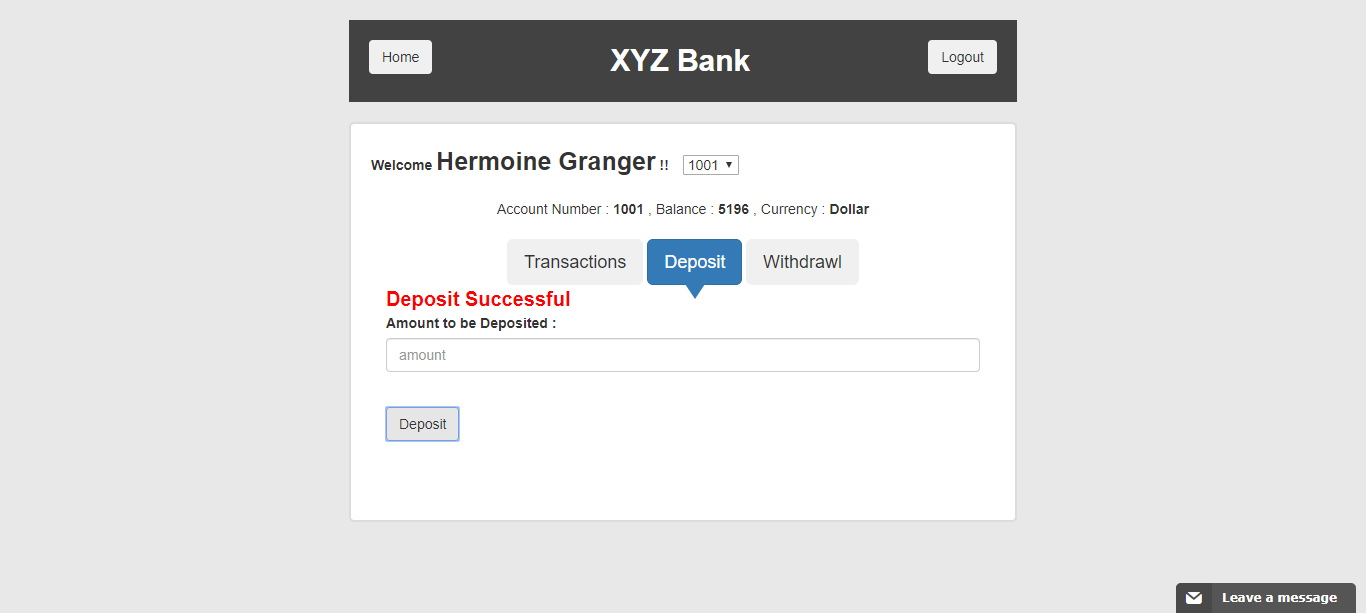 Home XYZ Bank Logout
Welcome Hermoine Granger !! 1001
Account Number : 1001 , Balance : 5196 , Currency : Dollar
Transactions Deposit Withdrawl
Deposit Successful
Amount to be Deposited :
amount
Deposit
Leave a message